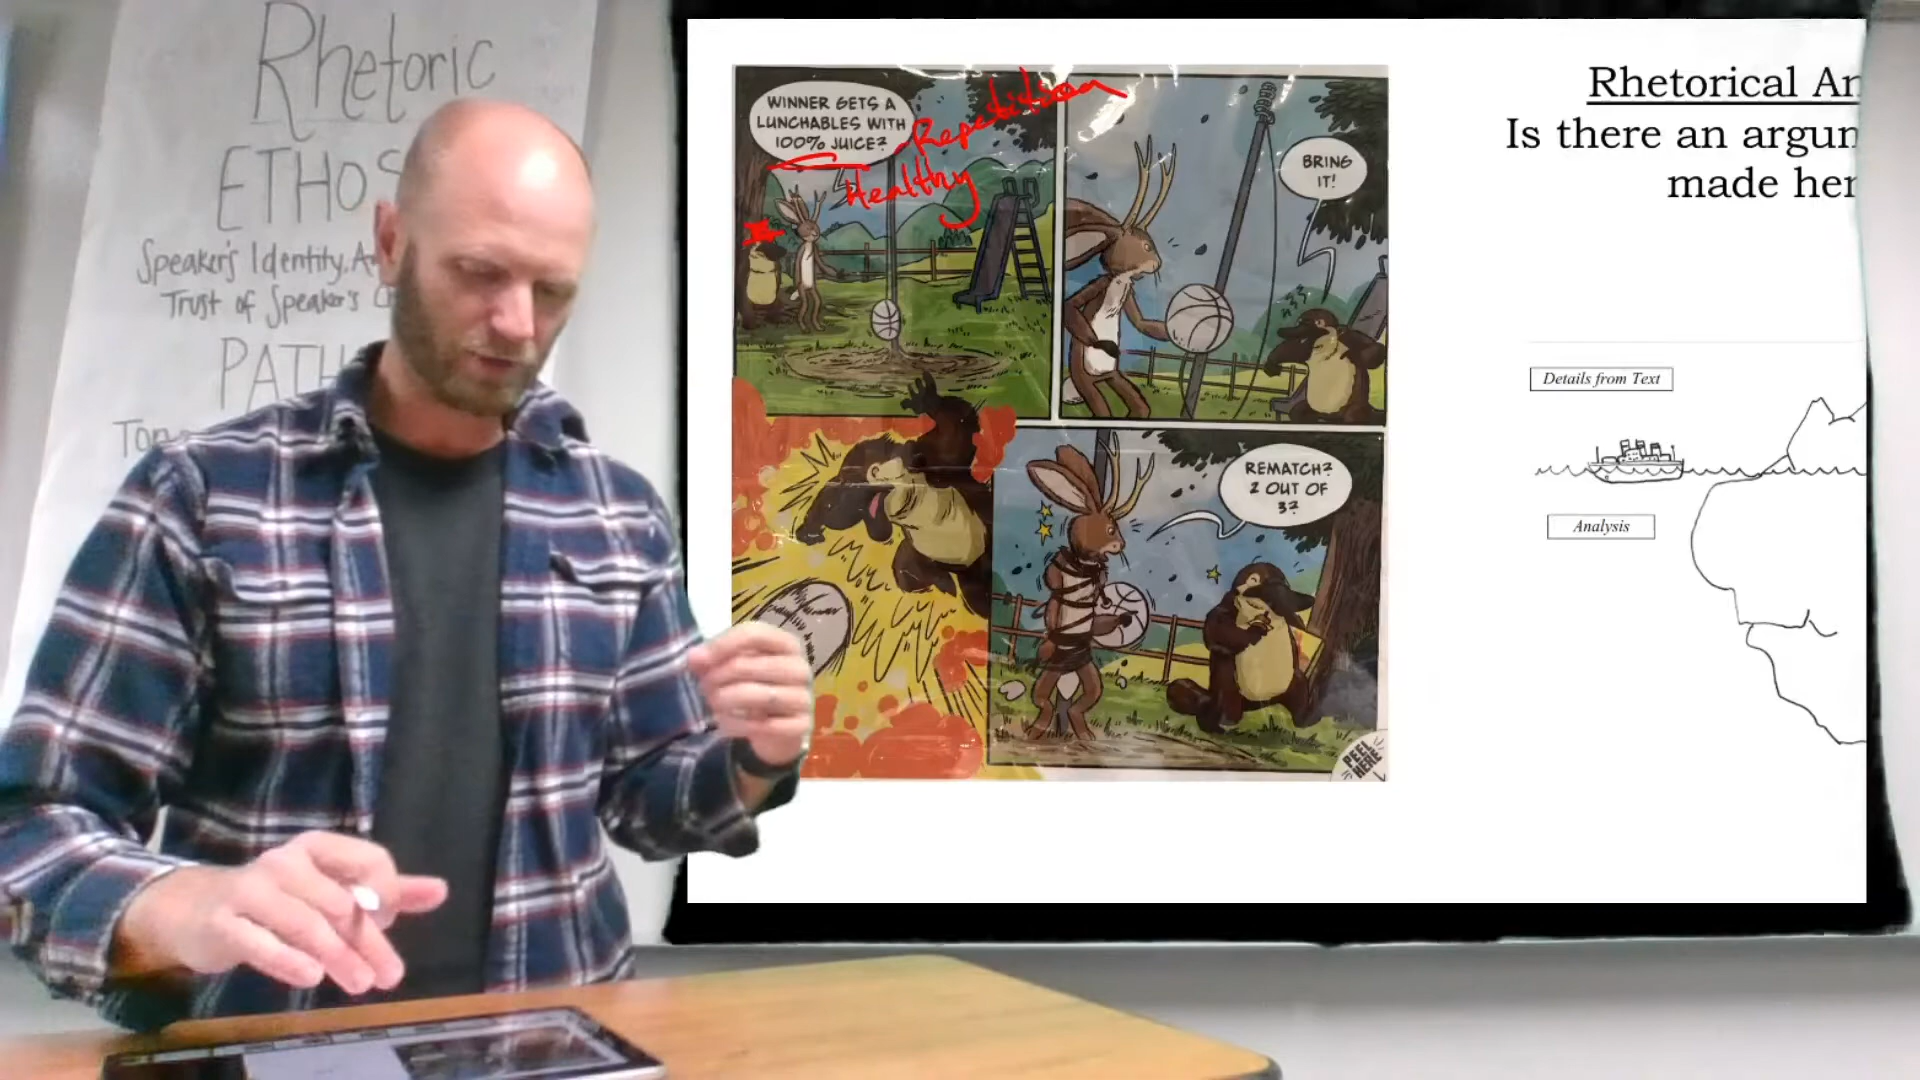 Rhetoric
ETHOS
Speaker's Identity, A
Trust of Speaker's
PATH
WINNER GETS A
LUNCHABLES WITH
100% JUICE?
Repetition
Healthy
BRING
IT!
REMATCH?
2 OUT OF
3?
PEEL
HERE
Rhetorical An
Is there an argun
made her
Details from Text
Analysis